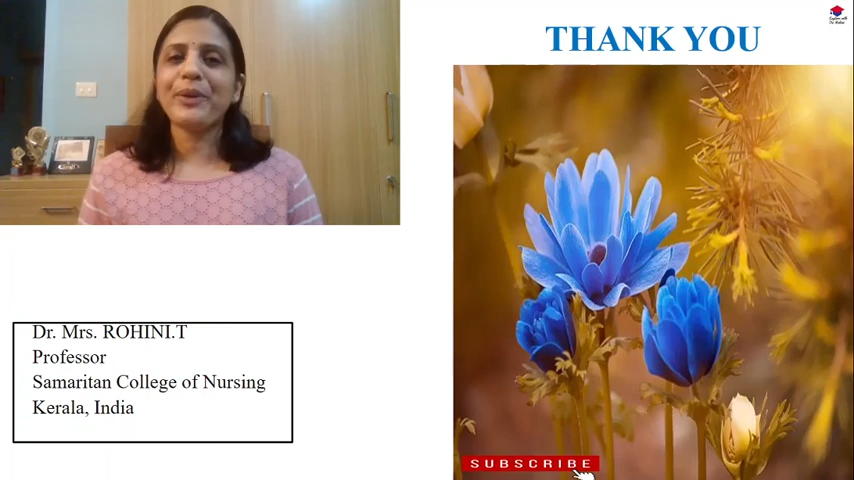 THANK YOU
Dr. Mrs. ROHINI.T
Professor
Samaritan College of Nursing
Kerala, India
SUBSCRIBE